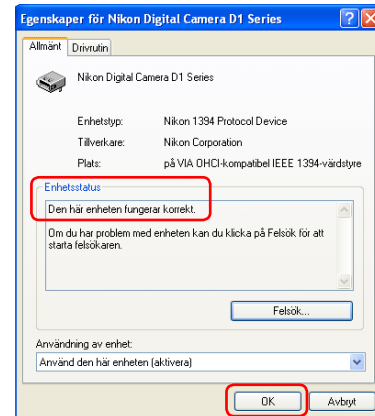 Egenskaper för Nikon Digital Camera D1 Series
Allmänt Drivrutin
Nikon Digital Camera D1 Series
Enhetstyp: Nikon 1394 Protocol Device
Tillverkare: Nikon Corporation
Plats: på VIA OHCI-kompatibel IEEE 1394-värdstyre
Enhetsstatus
Den här enheten fungerar korrekt.
Om du har problem med enheten kan du klicka på Felsök för att
starta felsökaren.
Felsök...
Användning av enhet:
Använd den här enheten (aktivera)
OK Avbryt